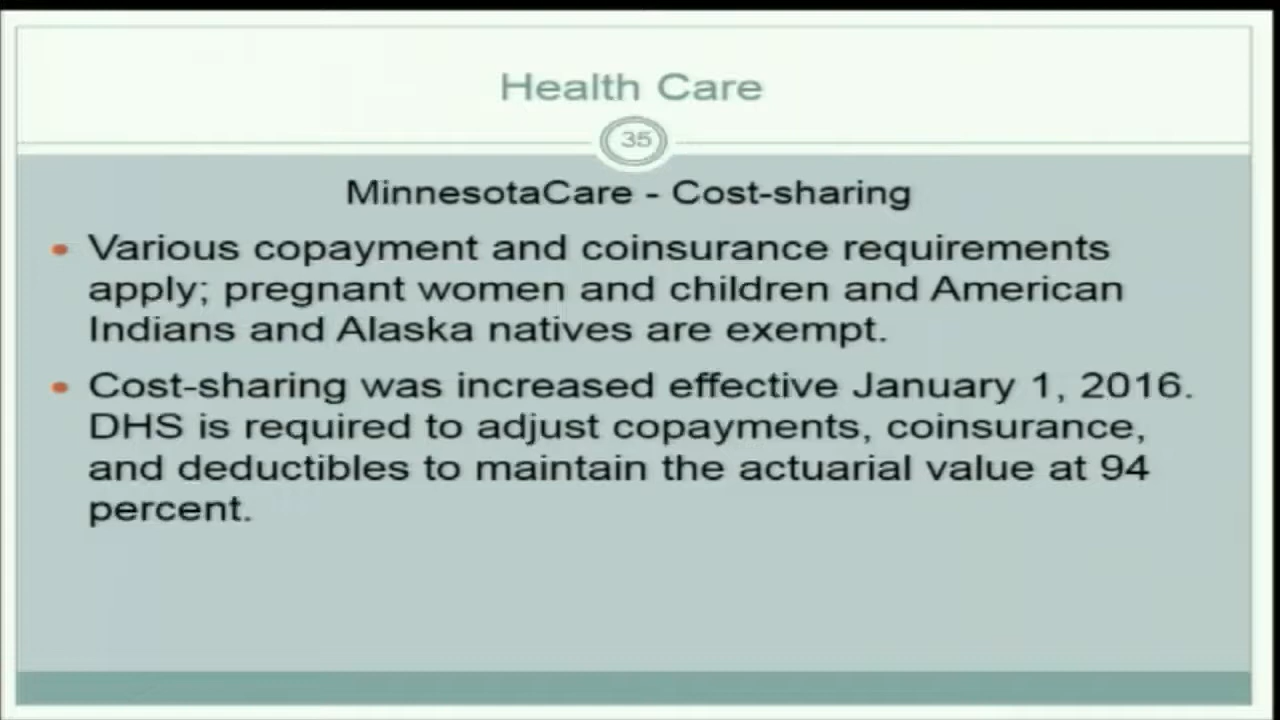 Health Care
35
MinnesotaCare - Cost-sharing
• Various copayment and coinsurance requirements
apply; pregnant women and children and American
Indians and Alaska natives are exempt.
• Cost-sharing was increased effective January 1, 2016.
DHS is required to adjust copayments, coinsurance,
and deductibles to maintain the actuarial value at 94
percent.